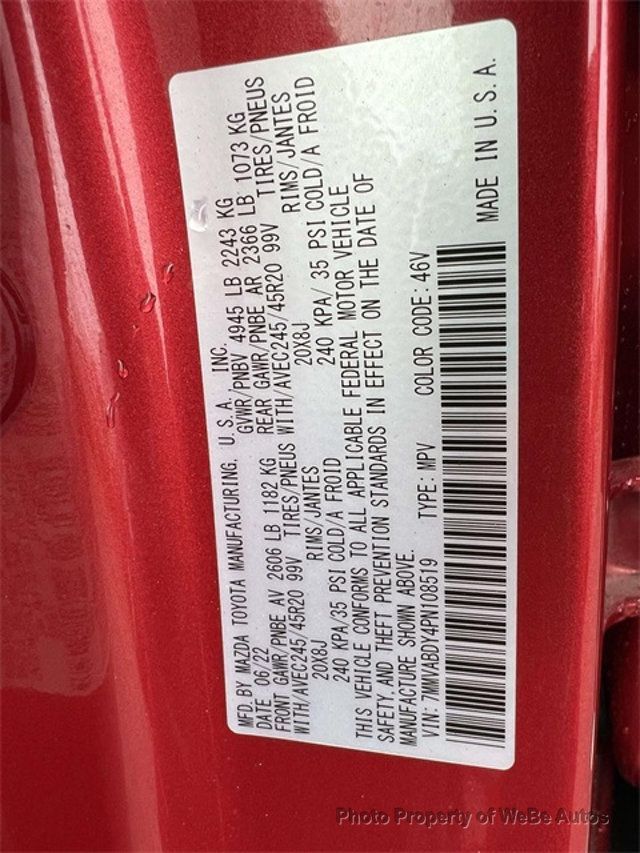 MFD.BY MAZDA TOYOTA MANUFACTURING. U.S.A. INC.
DATE 06/22 GVWR/PNBV 4945 LB 2243 KG
FRONT GAWR/PNBE AV 2606 LB 1182 KG REAR GAWR/PNBE AR 2366 LB 1073 KG
WITH/AVEC245/45R20 99V TIRES/PNEUS WITH/AVEC245/45R20 99V TIRES/PNEUS
20X8J RIMS/JANTES 20X8J RIMS/JANTES
240 KPA/35 PSI COLD/A FROID 240 KPA/ 35 PSI COLD/A FROID
THIS VEHICLE CONFORMS TO ALL APPLICABLE FEDERAL MOTOR VEHICLE
SAFETY,AND THEFT PREVENTION STANDARDS IN EFFECT ON THE DATE OF
MANUFACTURE SHOWN ABOVE.
VIN: 7MMVABDY4PN108519 TYPE: MPV COLOR CODE: 46V
MADE IN U.S.A.
Photo Property of WeBe Autos